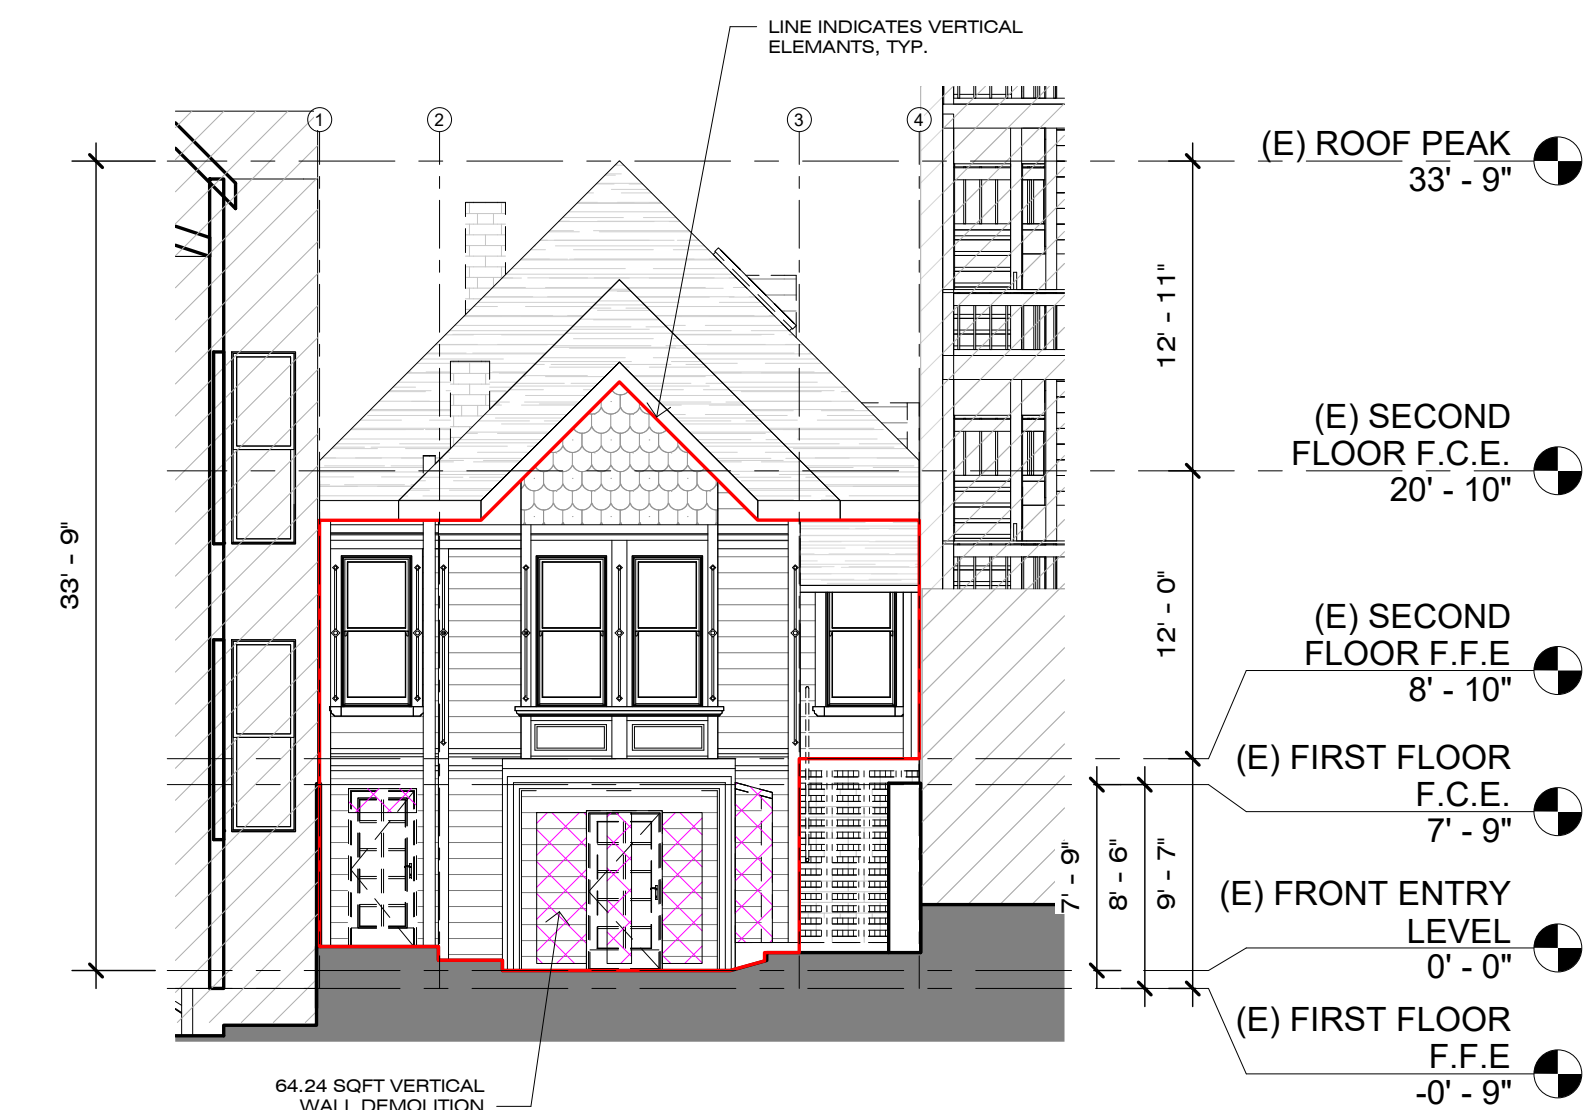 LINE INDICATES VERTICAL
ELEMANTS, TYP.
1
2
3
4
(E) ROOF PEAK
33' - 9"
12' - 11"
(E) SECOND
FLOOR F.C.E.
20' - 10"
33' - 9"
12' - 0"
(E) SECOND
FLOOR F.F.E
8' - 10"
(E) FIRST FLOOR
F.C.E.
7' - 9"
7' - 9"
8' - 6"
9' - 7"
(E) FRONT ENTRY
LEVEL
0' - 0"
(E) FIRST FLOOR
F.F.E
-0' - 9"
64.24 SQFT VERTICAL
WALL DEMOLITION